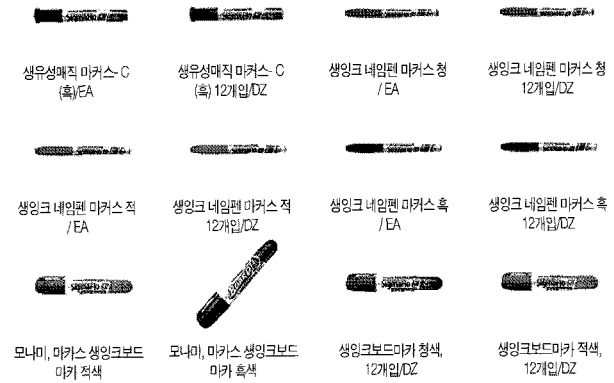 생유성매직 마커스- C
(흑)/EA
생유성매직 마커스- C
(흑) 12개입/DZ
생잉크 네임펜 마커스 청
/ EA
생잉크 네임펜 마커스 청
12개입/DZ
생잉크 네임펜 마커스 적
/ EA
생잉크 네임펜 마커스 적
12개입/DZ
생잉크 네임펜 마커스 흑
/ EA
생잉크 네임펜 마커스 흑
12개입/DZ
모나미, 마카스 생잉크보드
마카 적색
모나미, 마카스 생잉크보드
마카 흑색
생잉크보드마카 청색,
12개입/DZ
생잉크보드마카 적색,
12개입/DZ